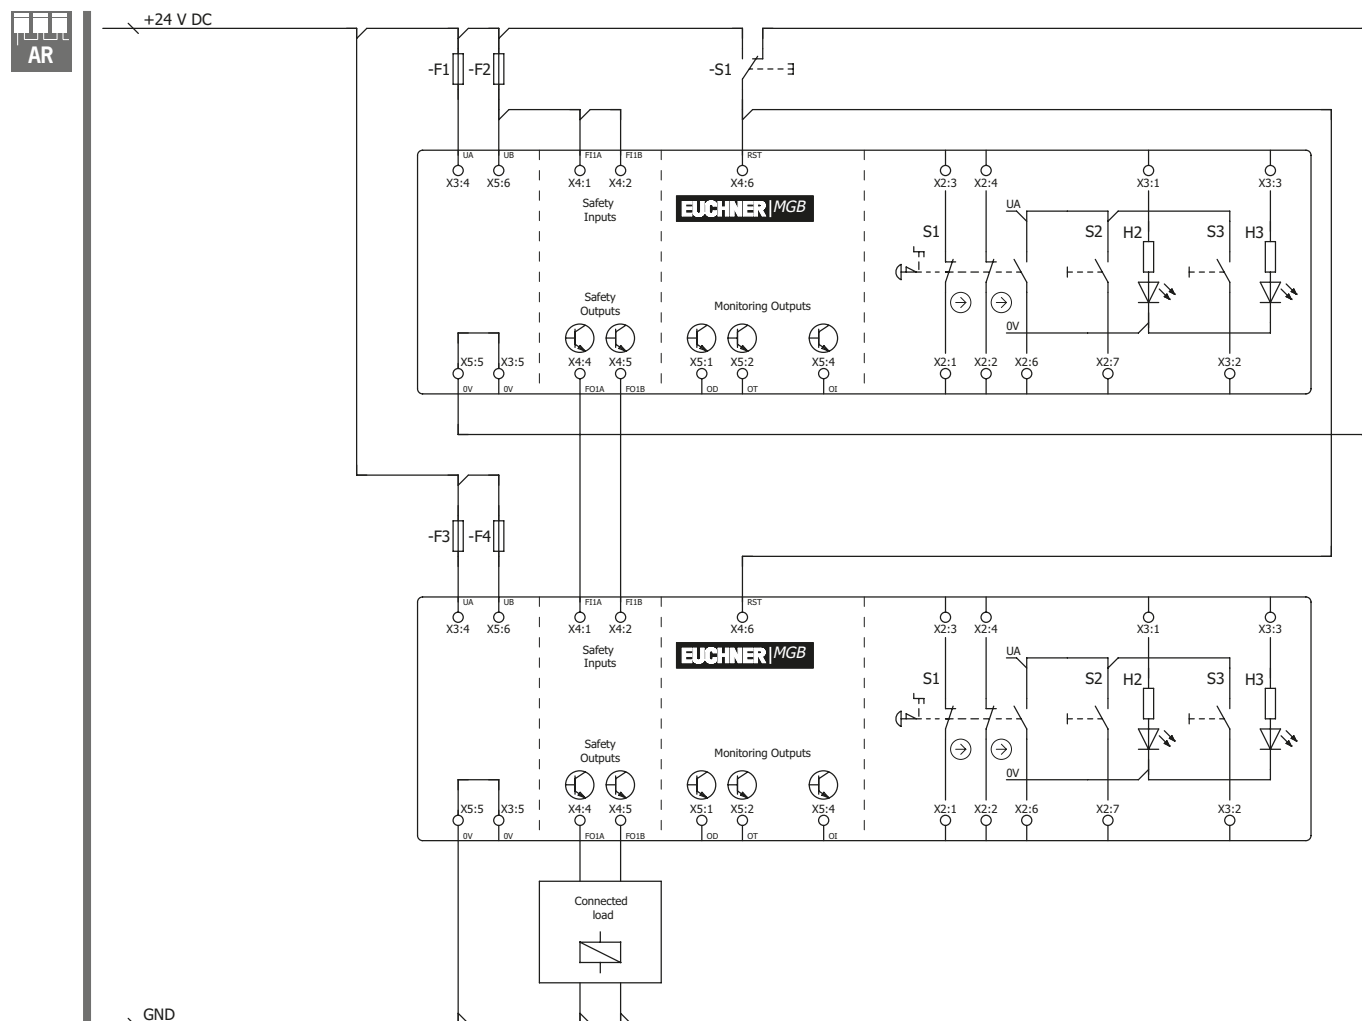 +24 V DC
AR
-F1 -F2 -S1
UA UB FI1A FI1B RST
X3:4 X5:6 X4:1 X4:2 X4:6 X2:3 X2:4 X3:1 X3:3
Safety
Inputs
EUCHNER|MGB
UA
S1 S2 H2 S3 H3
Safety
Outputs
Monitoring Outputs
0V
X5:5 X3:5 X4:4 X4:5 X5:1 X5:2 X5:4 X2:1 X2:2 X2:6 X2:7 X3:2
0V 0V FO1A FO1B OD OT OI
-F3 -F4
UA UB FI1A FI1B RST
X3:4 X5:6 X4:1 X4:2 X4:6 X2:3 X2:4 X3:1 X3:3
Safety
Inputs
EUCHNER|MGB
UA
S1 S2 H2 S3 H3
Safety
Outputs
Monitoring Outputs
0V
X5:5 X3:5 X4:4 X4:5 X5:1 X5:2 X5:4 X2:1 X2:2 X2:6 X2:7 X3:2
0V 0V FO1A FO1B OD OT OI
Connected
load
GND